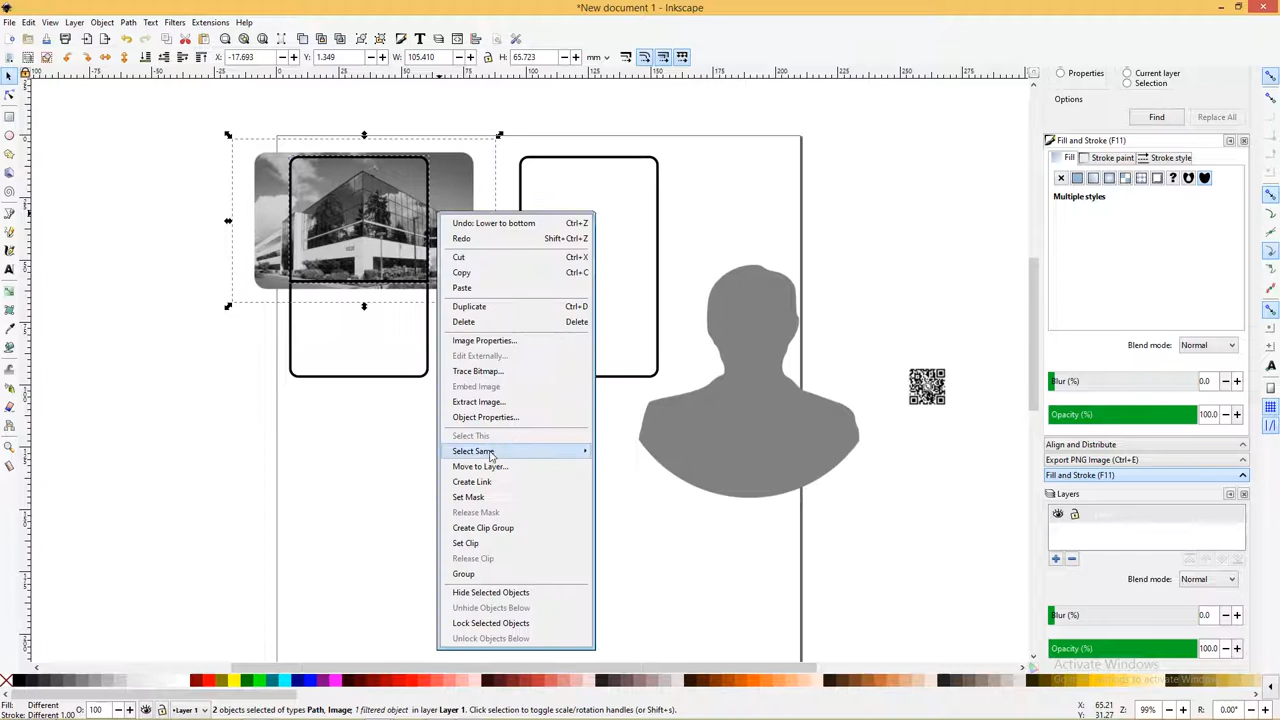 *New document 1 - Inkscape
File Edit View Layer Object Path Text Filters Extensions Help
X: -17.693 Y: 1.349 W: 105.410 H: 65.723 mm
Properties Current layer
Selection
Options
Find Replace All
Fill and Stroke (F11)
Fill Stroke paint Stroke style
Multiple styles
Undo: Lower to bottom Ctrl+Z
Redo Shift+Ctrl+Z
Cut Ctrl+X
Copy Ctrl+C
Paste
Duplicate Ctrl+D
Delete Delete
Image Properties...
Edit Externally...
Trace Bitmap...
Embed Image
Extract Image...
Object Properties...
Select This
Select Same
Move to Layer...
Create Link
Set Mask
Release Mask
Create Clip Group
Set Clip
Release Clip
Group
Hide Selected Objects
Unhide Objects Below
Lock Selected Objects
Unlock Objects Below
Blend mode: Normal
Blur (%) 0.0
Opacity (%) 100.0
Align and Distribute
Export PNG Image (Ctrl+E)
Fill and Stroke (F11)
Layers
Blend mode: Normal
Blur (%) 0.0
Opacity (%) 100.0
Activate Windows
Fill: Different
Stroke: Different 1.00
O: 100
Layer 1
2 objects selected of types Path, Image; 1 filtered object in layer Layer 1. Click selection to toggle scale/rotation handles (or Shift+s).
X: 65.21
Y: 31.27
Z: 99%
R: 0.00°